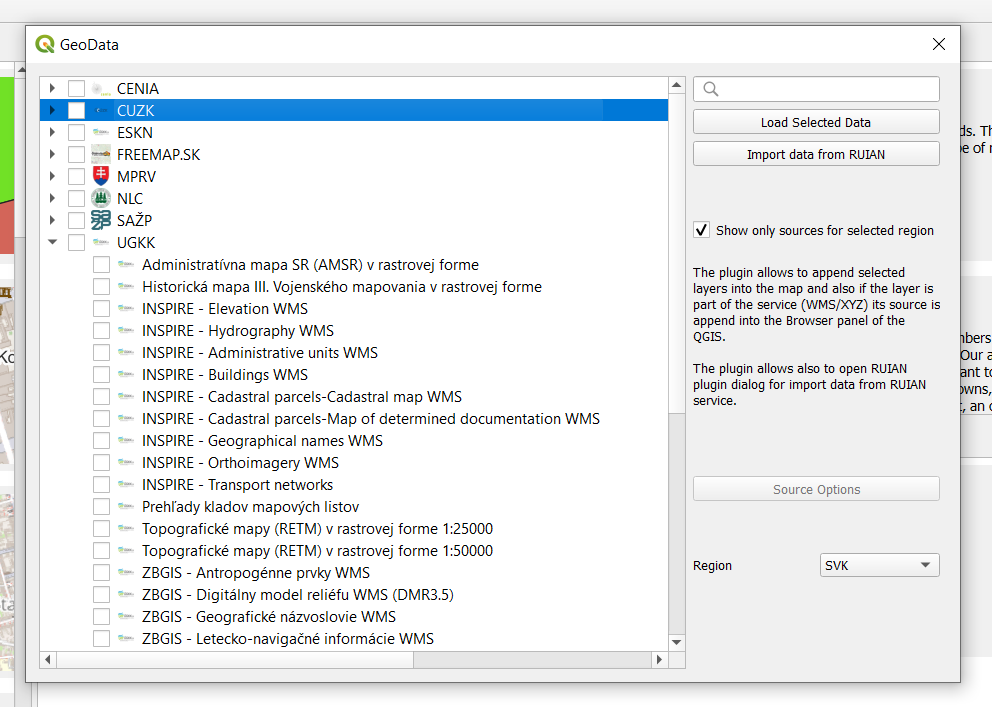 GeoData
CENIA
CUZK
ESKN
FREEMAP.SK
MPRV
NLC
SAŽP
UGKK
Administratívna mapa SR (AMSR) v rastrovej forme
Historická mapa III. Vojenského mapovania v rastrovej forme
INSPIRE - Elevation WMS
INSPIRE - Hydrography WMS
INSPIRE - Administrative units WMS
INSPIRE - Buildings WMS
INSPIRE - Cadastral parcels-Cadastral map WMS
INSPIRE - Cadastral parcels-Map of determined documentation WMS
INSPIRE - Geographical names WMS
INSPIRE - Orthoimagery WMS
INSPIRE - Transport networks
Prehľady kladov mapových listov
Topografické mapy (RETM) v rastrovej forme 1:25000
Topografické mapy (RETM) v rastrovej forme 1:50000
ZBGIS - Antropogénne prvky WMS
ZBGIS - Digitálny model reliéfu WMS (DMR3.5)
ZBGIS - Geografické názvoslovie WMS
ZBGIS - Letecko-navigačné informácie WMS
Load Selected Data
Import data from RUIAN
Show only sources for selected region
The plugin allows to append selected
layers into the map and also if the layer is
part of the service (WMS/XYZ) its source is
append into the Browser panel of the
QGIS.
The plugin allows also to open RUIAN
plugin dialog for import data from RUIAN
service.
Source Options
Region
SVK